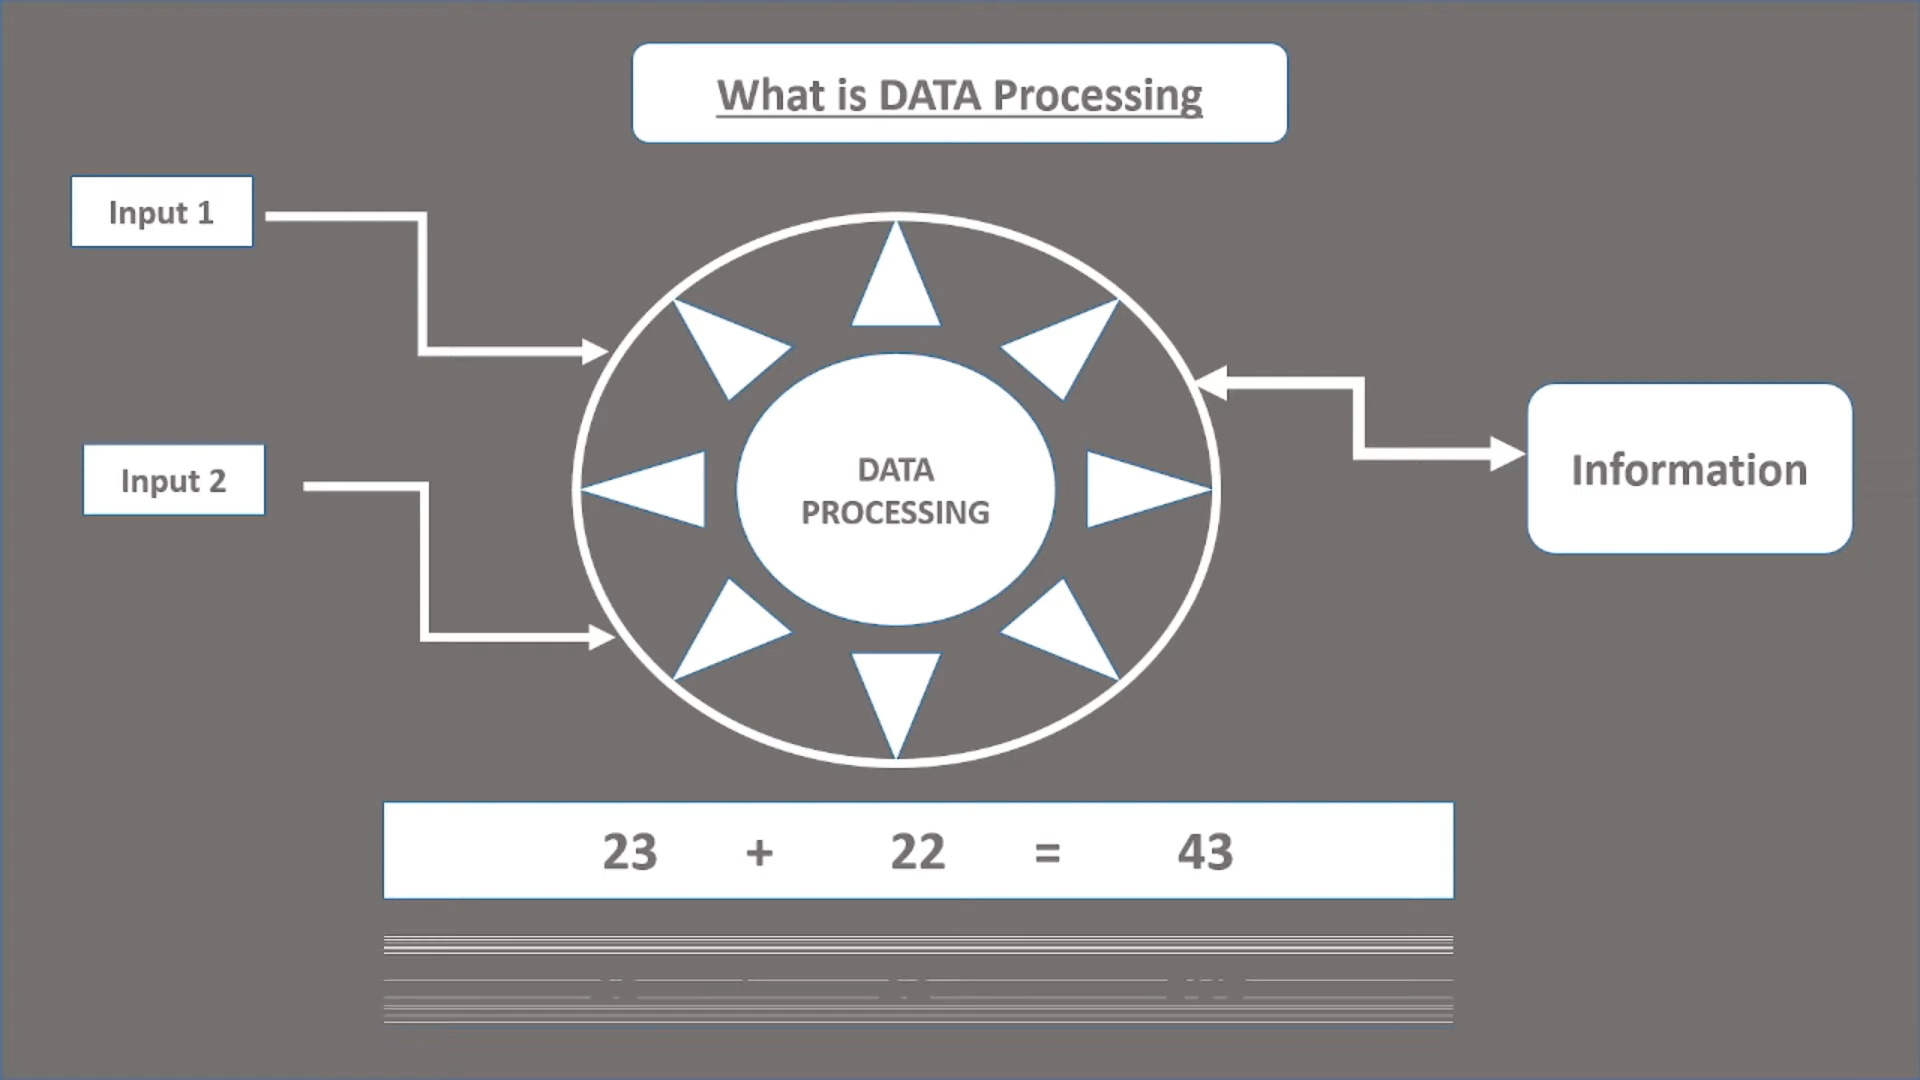 What is DATA Processing
Input 1
Input 2
DATA
PROCESSING
Information
23 + 22 = 43